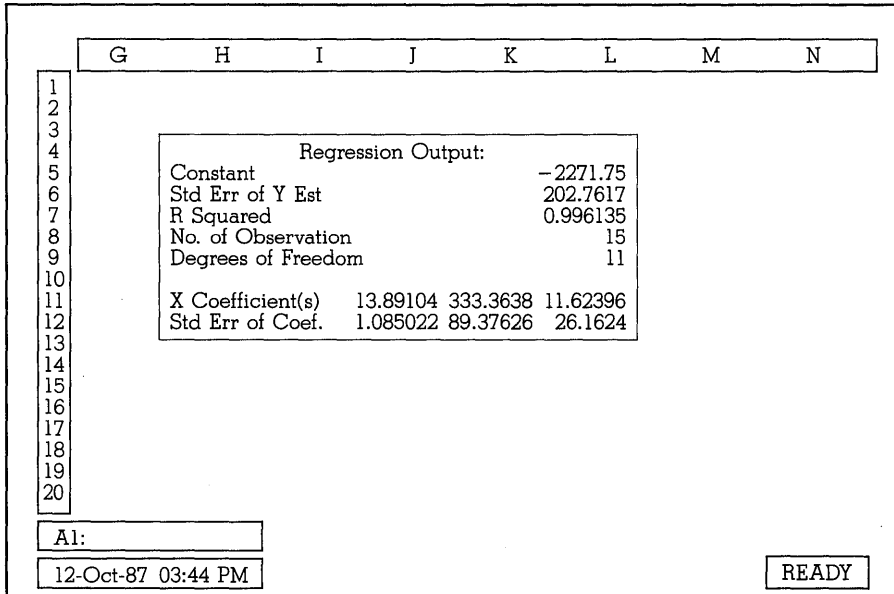 G H I J K L M N
1
2
3
4 Regression Output:
5 Constant −2271.75
6 Std Err of Y Est 202.7617
7 R Squared 0.996135
8 No. of Observation 15
9 Degrees of Freedom 11
10
11 X Coefficient(s) 13.89104 333.3638 11.62396
12 Std Err of Coef. 1.085022 89.37626 26.1624
13
14
15
16
17
18
19
20
A1:
12-Oct-87 03:44 PM READY